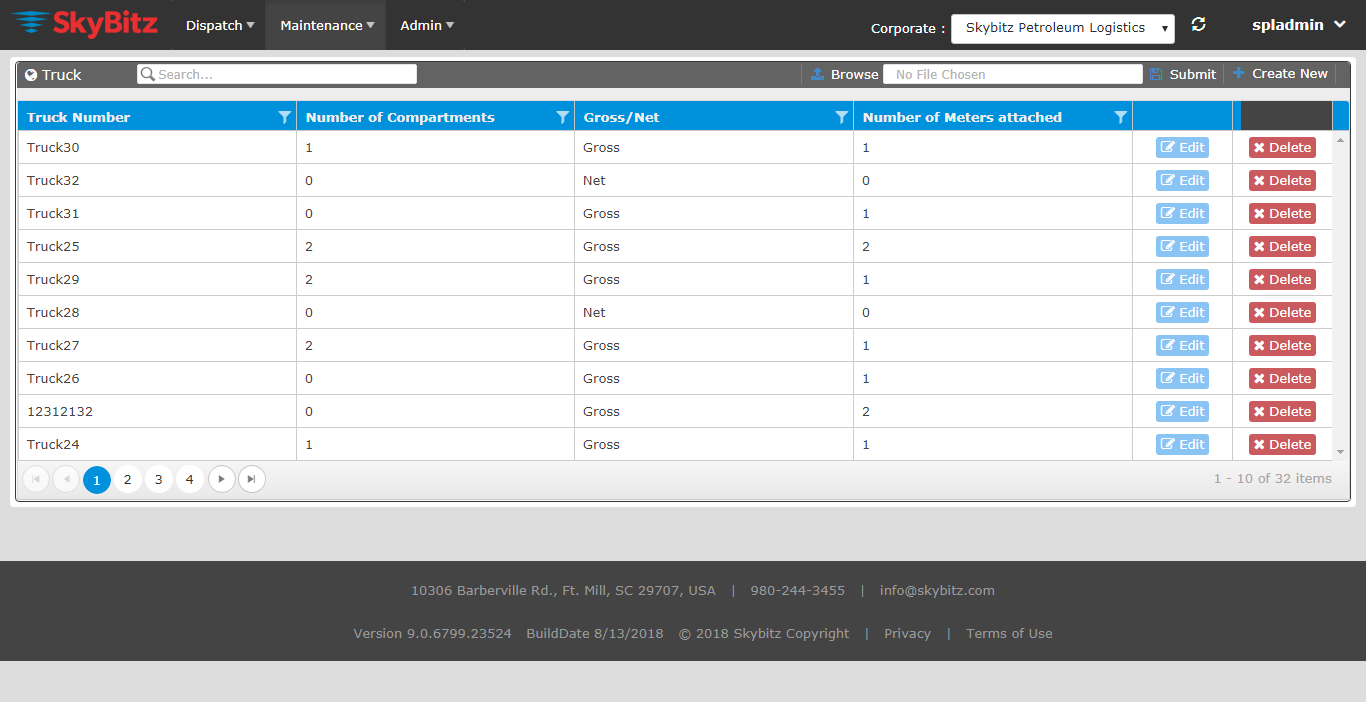 SkyBitz Dispatch Maintenance Admin Corporate : Skybitz Petroleum Logistics spladmin
Truck Search... Browse No File Chosen Submit Create New
Truck Number Number of Compartments Gross/Net Number of Meters attached
Truck30 1 Gross 1 Edit Delete
Truck32 0 Net 0 Edit Delete
Truck31 0 Gross 1 Edit Delete
Truck25 2 Gross 2 Edit Delete
Truck29 2 Gross 1 Edit Delete
Truck28 0 Net 0 Edit Delete
Truck27 2 Gross 1 Edit Delete
Truck26 0 Gross 1 Edit Delete
12312132 0 Gross 2 Edit Delete
Truck24 1 Gross 1 Edit Delete
1 2 3 4 1 - 10 of 32 items
10306 Barberville Rd., Ft. Mill, SC 29707, USA | 980-244-3455 | info@skybitz.com
Version 9.0.6799.23524 BuildDate 8/13/2018 © 2018 Skybitz Copyright | Privacy | Terms of Use